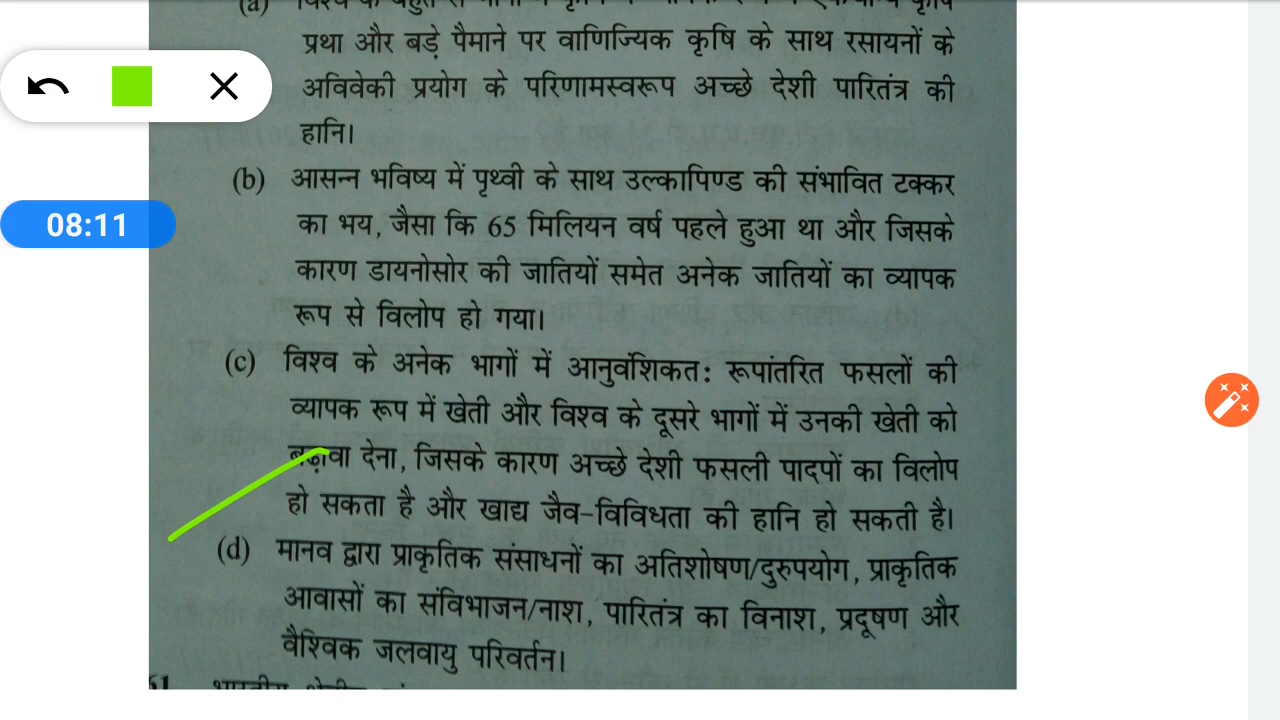 (a) विश्व के बहुत से भागों में कृषि
प्रथा और बड़े पैमाने पर वाणिज्यिक कृषि के साथ रसायनों के
अविवेकी प्रयोग के परिणामस्वरूप अच्छे देशी पारितंत्र की
हानि।
(b) आसन्न भविष्य में पृथ्वी के साथ उल्कापिण्ड की संभावित टक्कर
08:11
का भय, जैसा कि 65 मिलियन वर्ष पहले हुआ था और जिसके
कारण डायनोसोर की जातियों समेत अनेक जातियों का व्यापक
रूप से विलोप हो गया।
(c) विश्व के अनेक भागों में आनुवंशिकत: रूपांतरित फसलों की
व्यापक रूप में खेती और विश्व के दूसरे भागों में उनकी खेती को
बढ़ावा देना, जिसके कारण अच्छे देशी फसली पादपों का विलोप
हो सकता है और खाद्य जैव-विविधता की हानि हो सकती है।
(d) मानव द्वारा प्राकृतिक संसाधनों का अतिशोषण/दुरुपयोग, प्राकृतिक
आवासों का संविभाजन/नाश, पारितंत्र का विनाश, प्रदूषण और
वैश्विक जलवायु परिवर्तन।
61